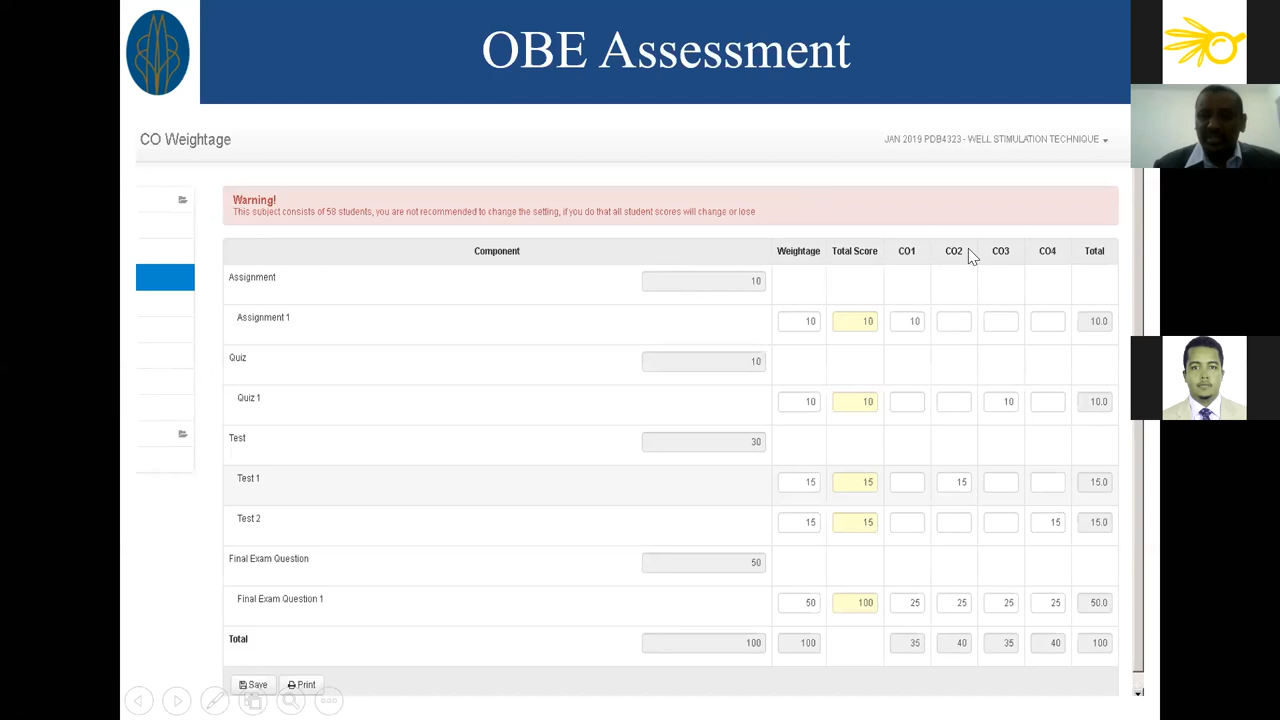 OBE Assessment
CO Weightage
JAN 2019 PDB4323 - WELL STIMULATION TECHNIQUE
Warning!
This subject consists of 58 students, you are not recommended to change the setting, if you do that all student scores will change or lose
Component Weightage Total Score CO1 CO2 CO3 CO4 Total
Assignment 10
Assignment 1 10 10 10 10.0
Quiz 10
Quiz 1 10 10 10 10.0
Test 30
Test 1 15 15 15 15.0
Test 2 15 15 15 15.0
Final Exam Question 50
Final Exam Question 1 50 100 25 25 25 25 50.0
Total 100 100 35 40 35 40 100
Save Print